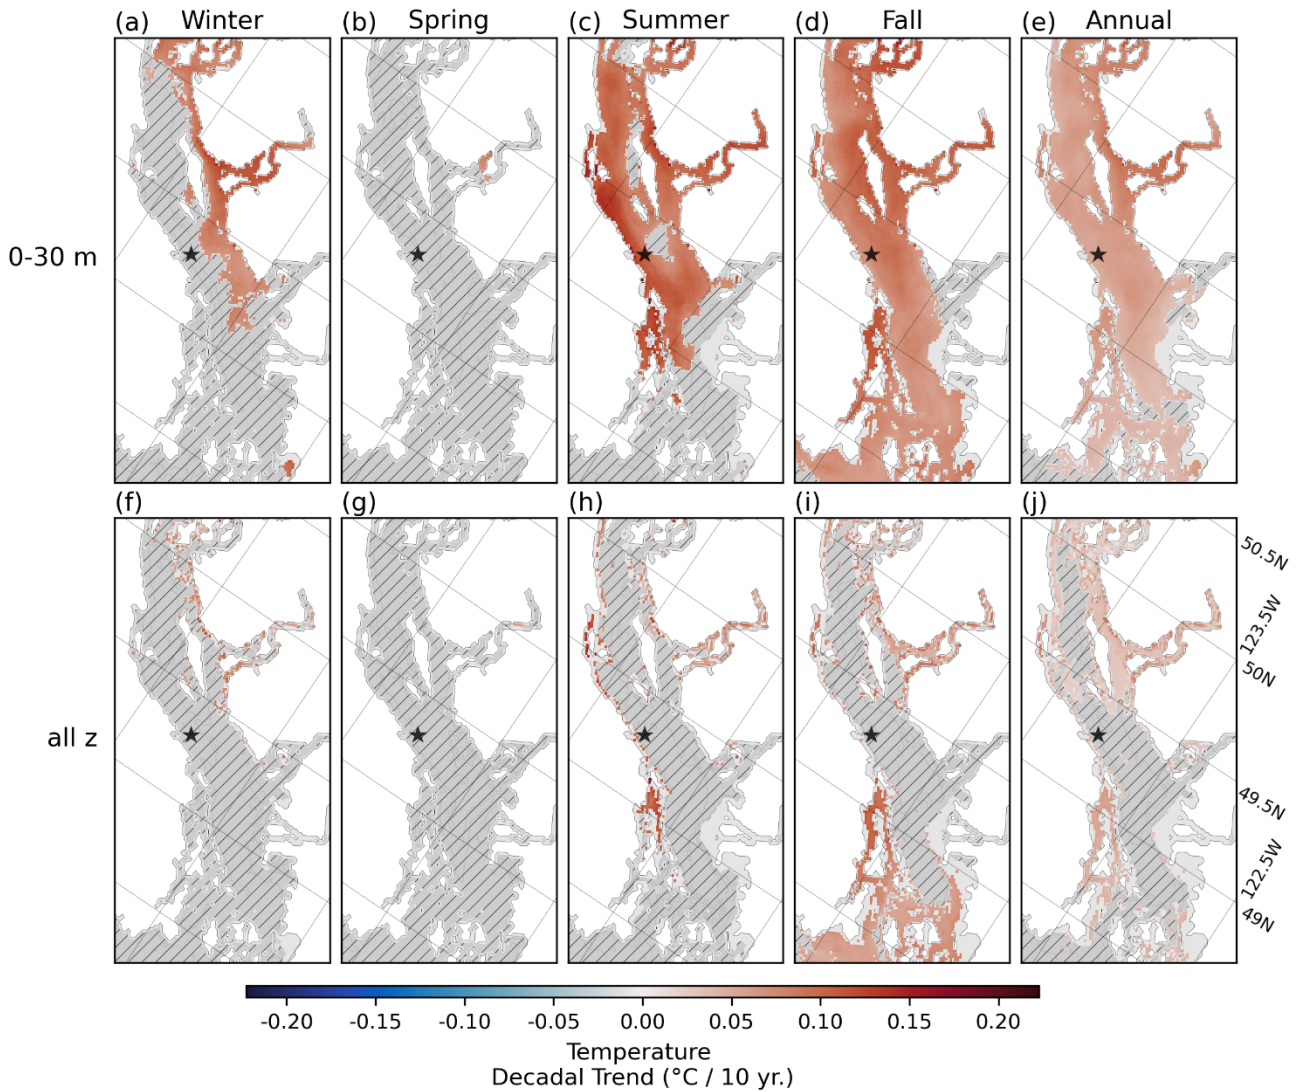 (a) Winter
(b) Spring
(c) Summer
(d) Fall
(e) Annual
0-30 m
(f)
(g)
(h)
(i)
(j)
50.5N
123.5W
50N
all z
49.5N
122.5W
49N
-0.20 -0.15 -0.10 -0.05 0.00 0.05 0.10 0.15 0.20
Temperature
Decadal Trend (°C / 10 yr.)